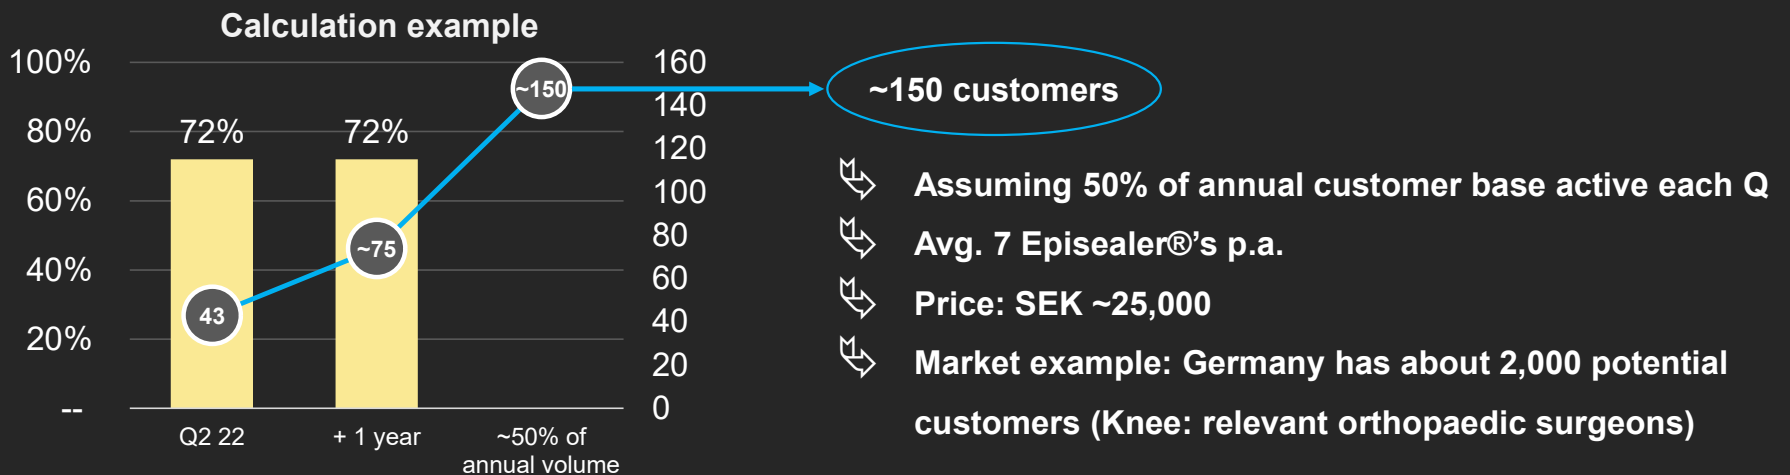 Calculation example
100%
80%
60%
40%
20%
--
72%
72%
43
~75
~150
160
140
120
100
80
60
40
20
0
Q2 22
+ 1 year
~50% of
annual volume
~150 customers
Assuming 50% of annual customer base active each Q
Avg. 7 Episealer®'s p.a.
Price: SEK ~25,000
Market example: Germany has about 2,000 potential
customers (Knee: relevant orthopaedic surgeons)